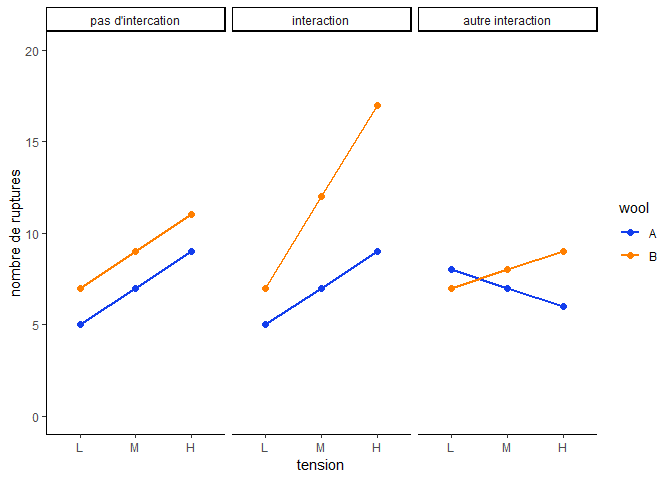 pas d'intercation
interaction
autre interaction
20
15
10
5
0
nombre de ruptures
L M H
L M H
L M H
tension
wool
A
B